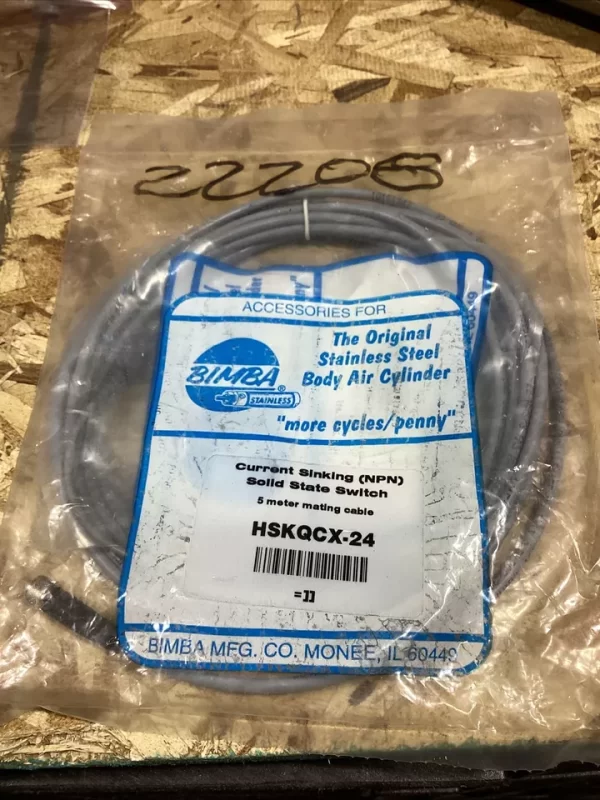 22206
ACCESSORIES FOR
The Original
Stainless Steel
Body Air Cylinder
BIMBA®
STAINLESS
"more cycles/penny"
Current Sinking (NPN)
Solid State Switch
5 meter mating cable
HSKQCX-24
=]]
BIMBA MFG. CO. MONEE, IL 60449